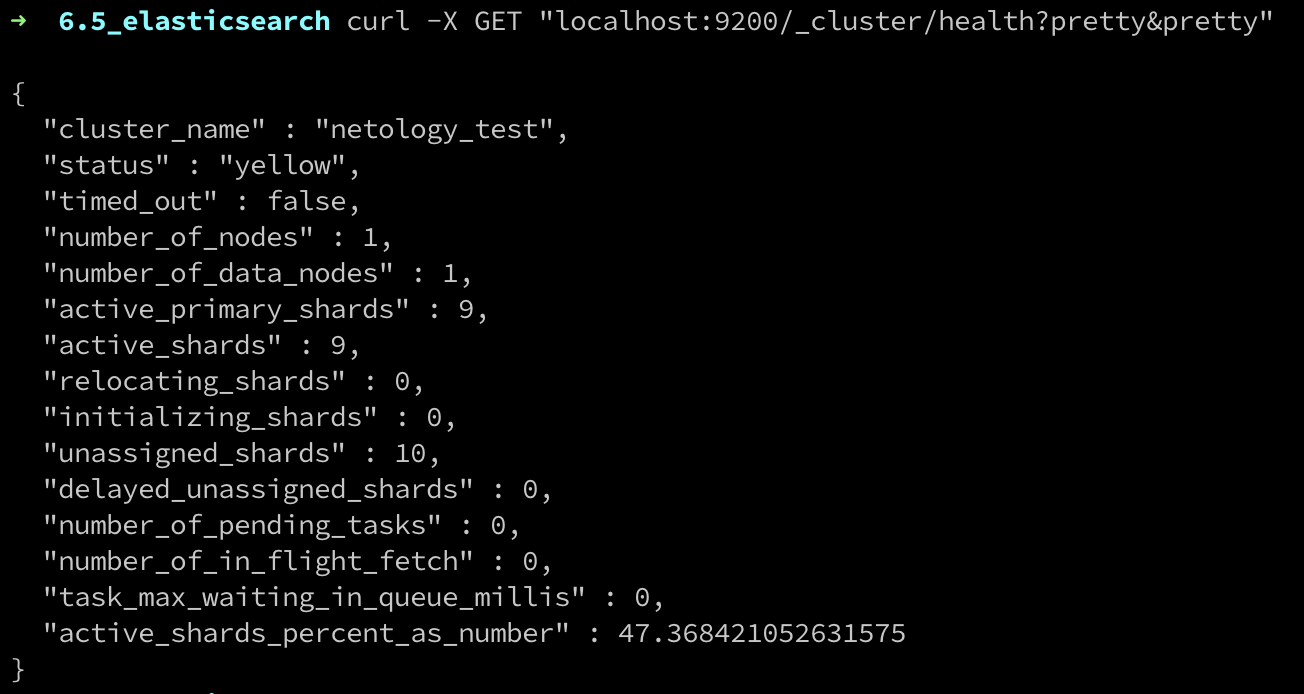 → 6.5_elasticsearch curl -X GET "localhost:9200/_cluster/health?pretty&pretty"
{
  "cluster_name" : "netology_test",
  "status" : "yellow",
  "timed_out" : false,
  "number_of_nodes" : 1,
  "number_of_data_nodes" : 1,
  "active_primary_shards" : 9,
  "active_shards" : 9,
  "relocating_shards" : 0,
  "initializing_shards" : 0,
  "unassigned_shards" : 10,
  "delayed_unassigned_shards" : 0,
  "number_of_pending_tasks" : 0,
  "number_of_in_flight_fetch" : 0,
  "task_max_waiting_in_queue_millis" : 0,
  "active_shards_percent_as_number" : 47.368421052631575
}